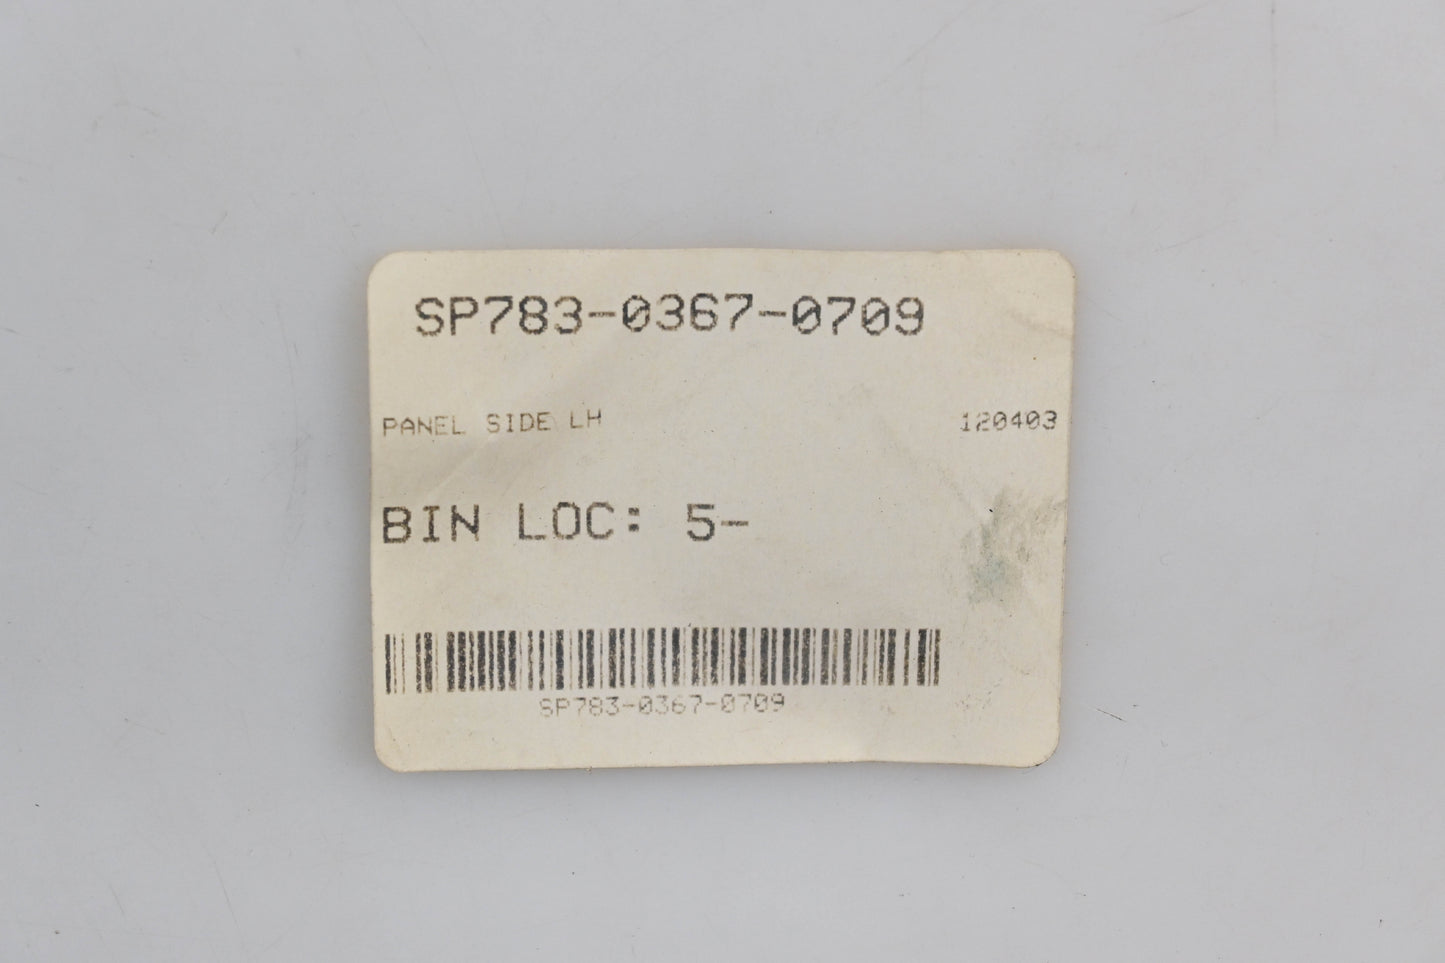 SP783-0367-0709
PANEL SIDE LH 120403
BIN LOC: 5-
SP783-0367-0709